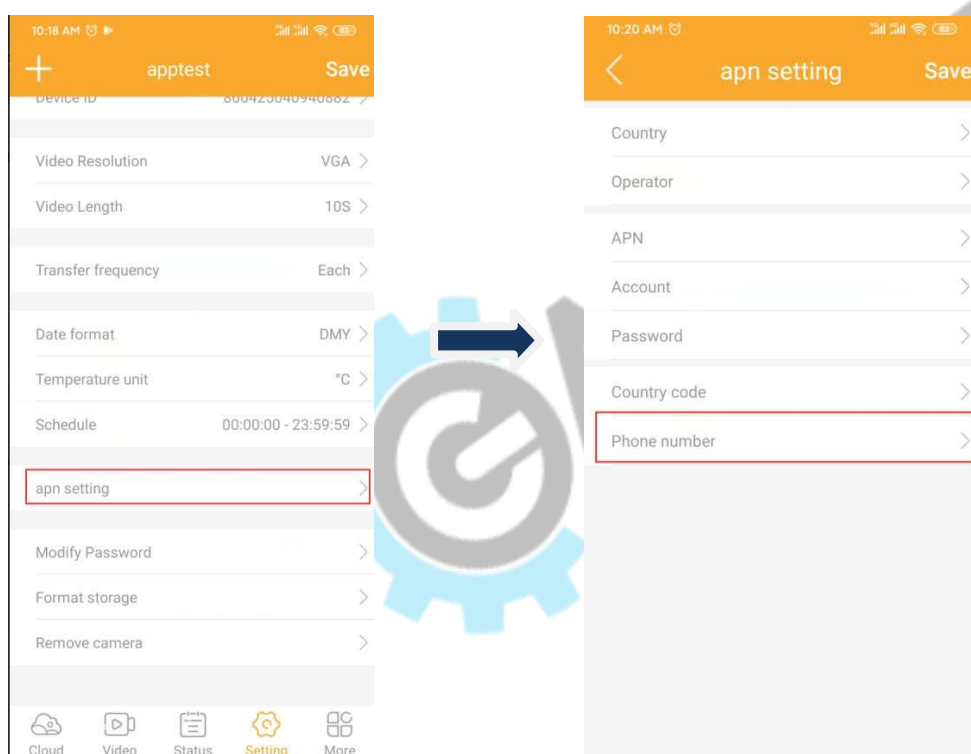 10:18 AM
83
apptest
Save
Device ID 860425040940882
Video Resolution VGA
Video Length 10S
Transfer frequency Each
Date format DMY
Temperature unit °C
Schedule 00:00:00 - 23:59:59
apn setting
Modify Password
Format storage
Remove camera
Cloud Video Status Setting More
10:20 AM
apn setting
Save
Country
Operator
APN
Account
Password
Country code
Phone number